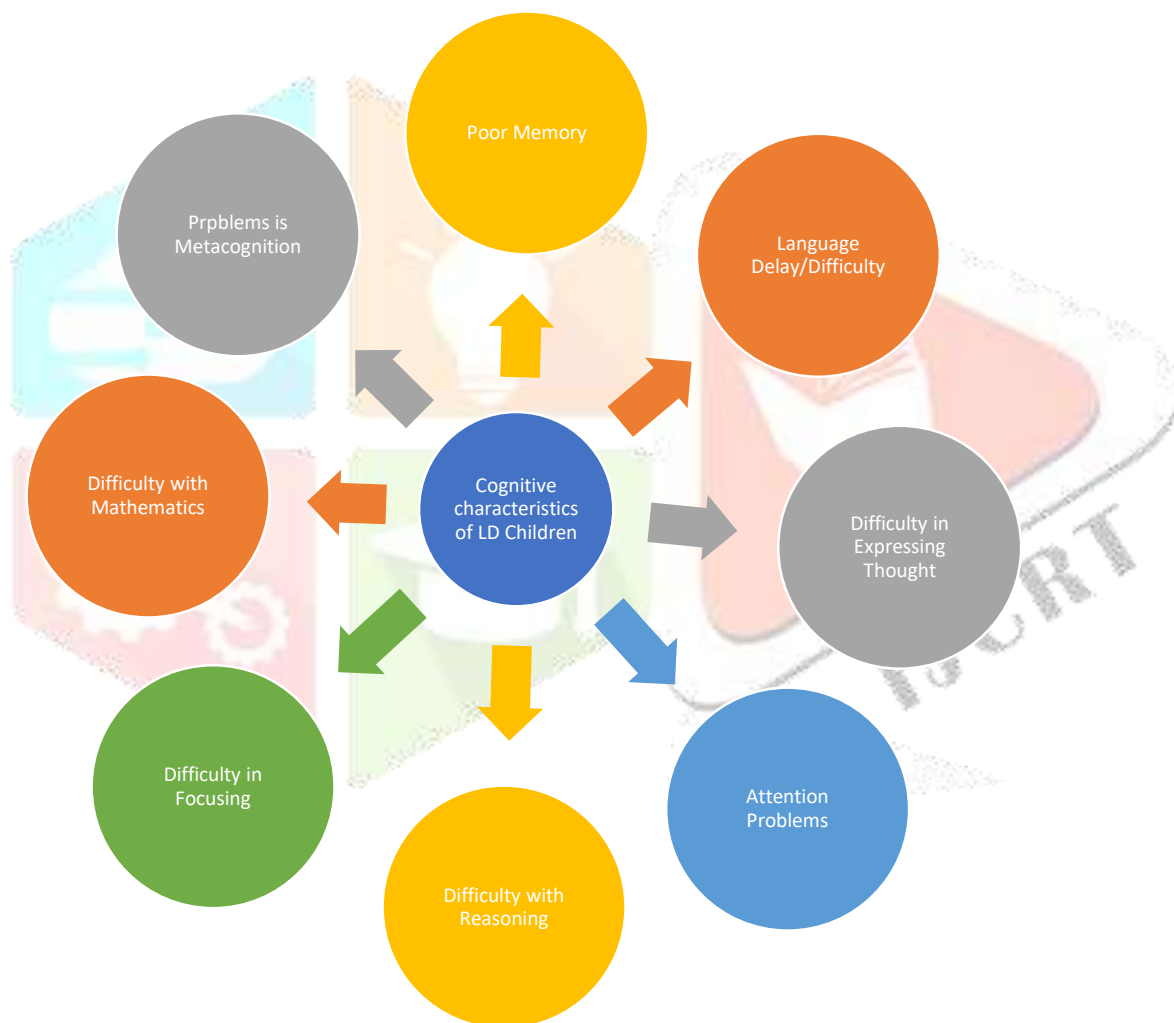 Poor Memory
Language
Delay/Difficulty
Difficulty in
Expressing
Thought
Attention
Problems
Difficulty with
Reasoning
Difficulty in
Focusing
Difficulty with
Mathematics
Prpblems is
Metacognition
Cognitive
characteristics
of LD Children
IJCRT